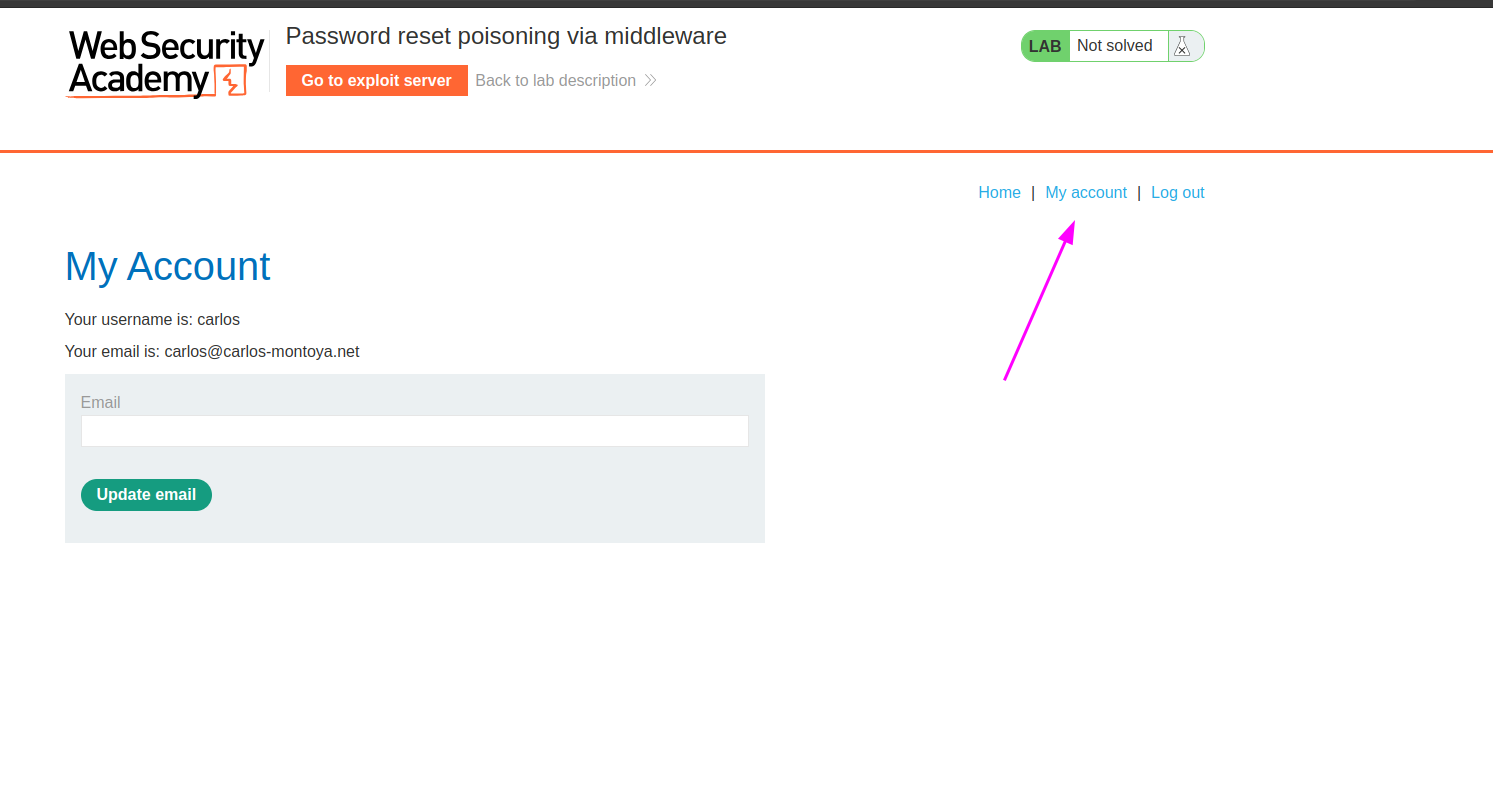 Web Security
Academy
Password reset poisoning via middleware
Go to exploit server
Back to lab description
LAB Not solved
Home | My account | Log out
My Account
Your username is: carlos
Your email is: carlos@carlos-montoya.net
Email
Update email